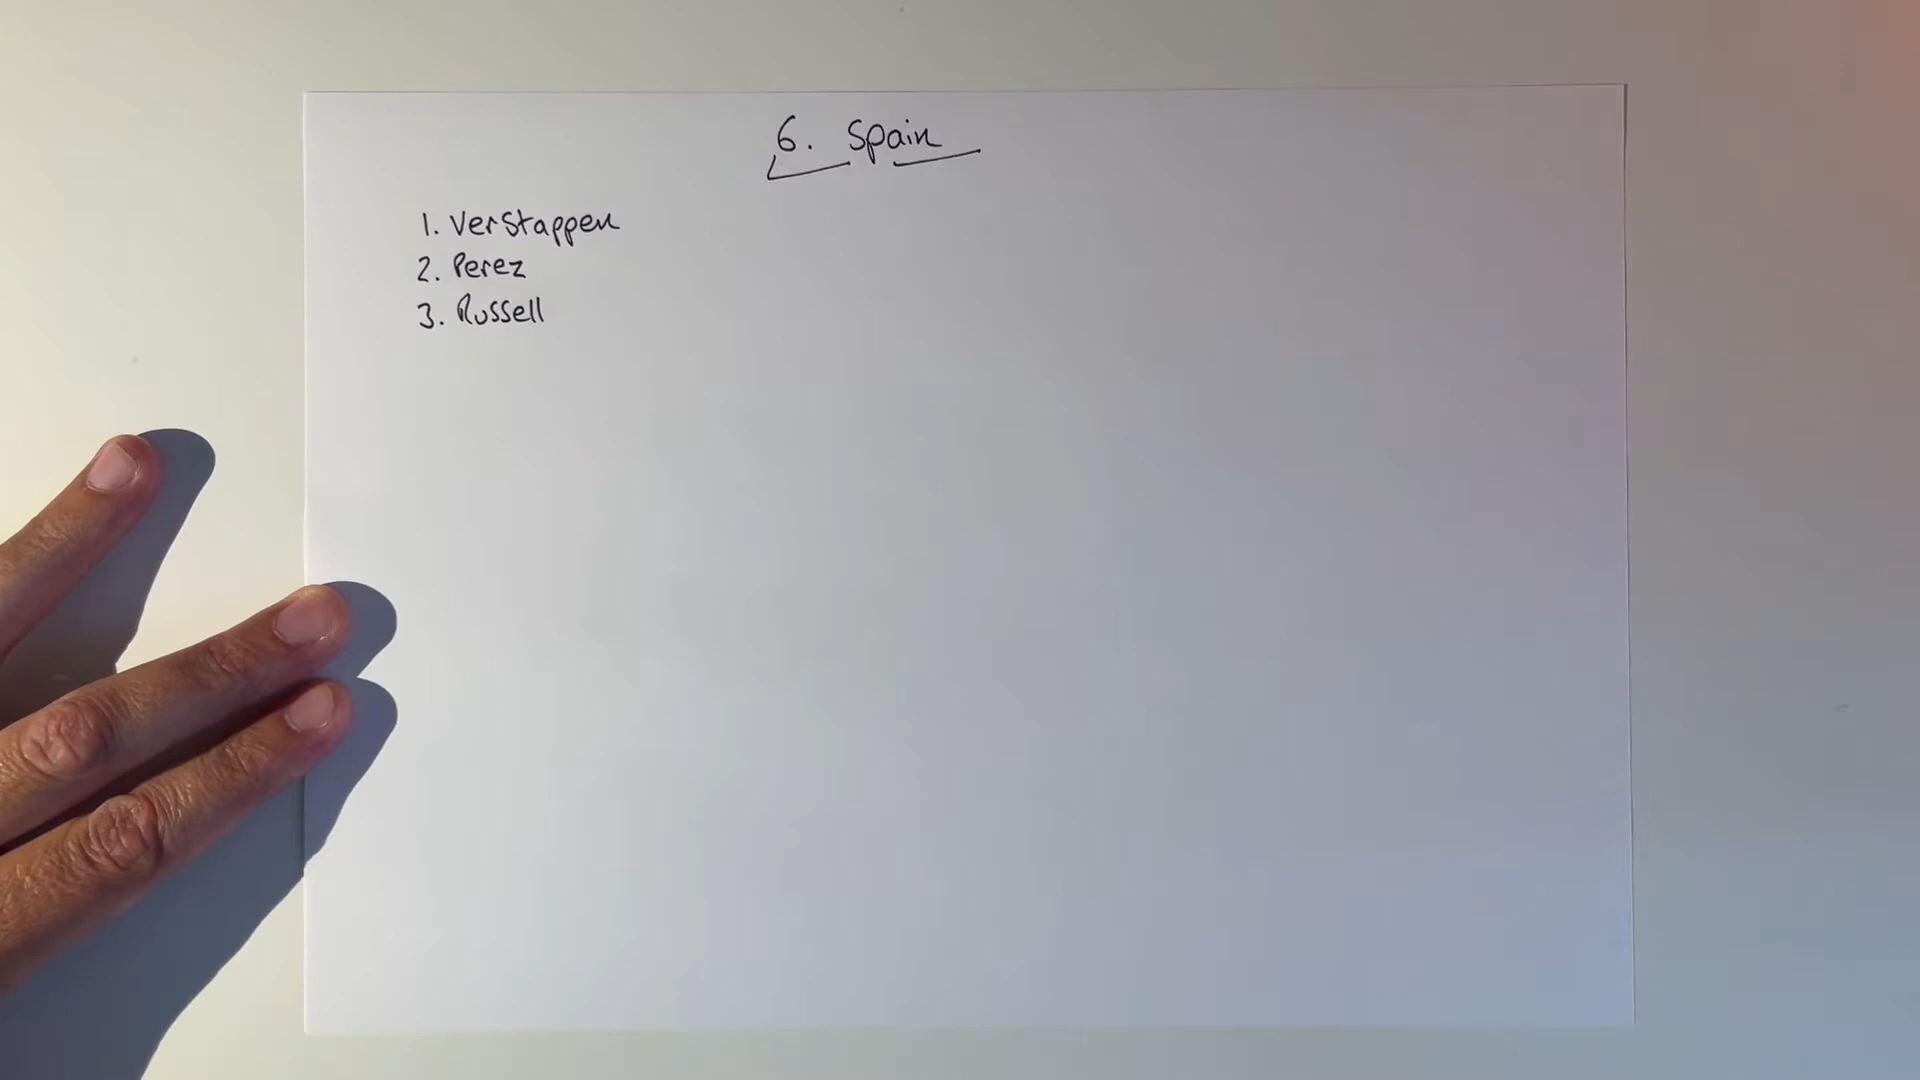 6. Spain
1. Verstappen
2. Perez
3. Russell